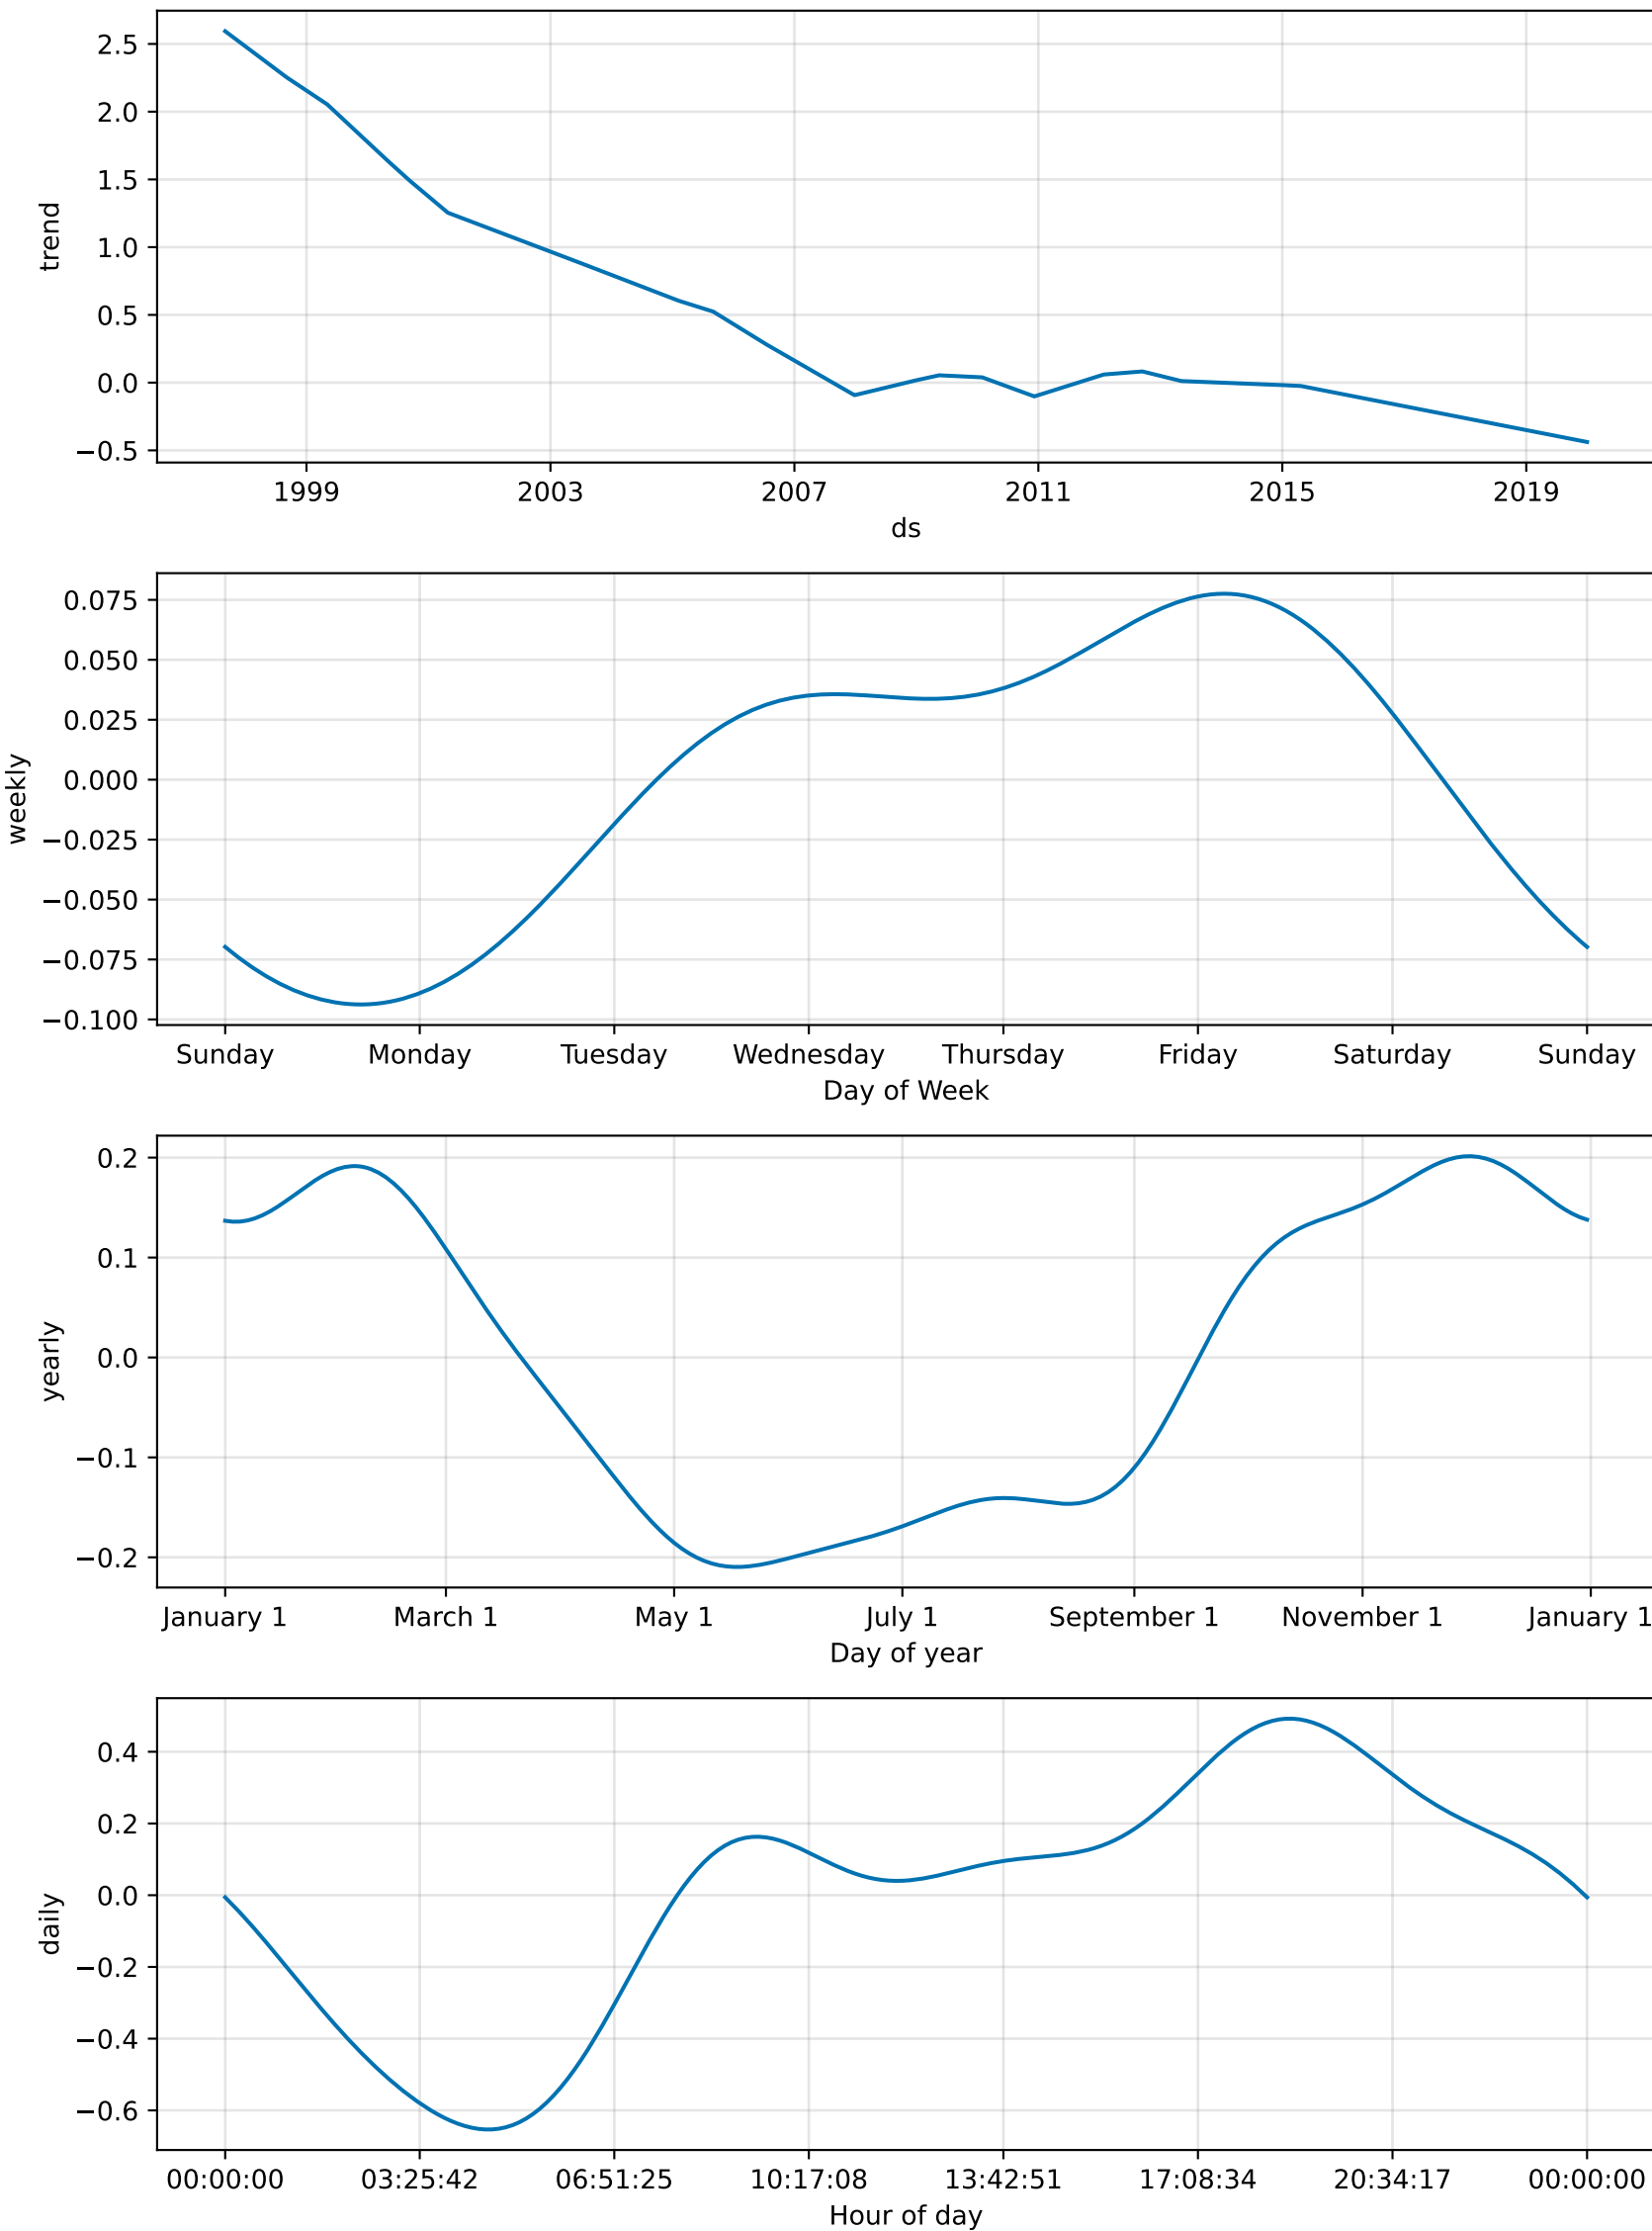 2.5
2.0
1.5
1.0
0.5
0.0
−0.5
trend
1999 2003 2007 2011 2015 2019
ds
0.075
0.050
0.025
0.000
−0.025
−0.050
−0.075
−0.100
weekly
Sunday Monday Tuesday Wednesday Thursday Friday Saturday Sunday
Day of Week
0.2
0.1
0.0
−0.1
−0.2
yearly
January 1 March 1 May 1 July 1 September 1 November 1 January 1
Day of year
0.4
0.2
0.0
−0.2
−0.4
−0.6
daily
00:00:00 03:25:42 06:51:25 10:17:08 13:42:51 17:08:34 20:34:17 00:00:00
Hour of day